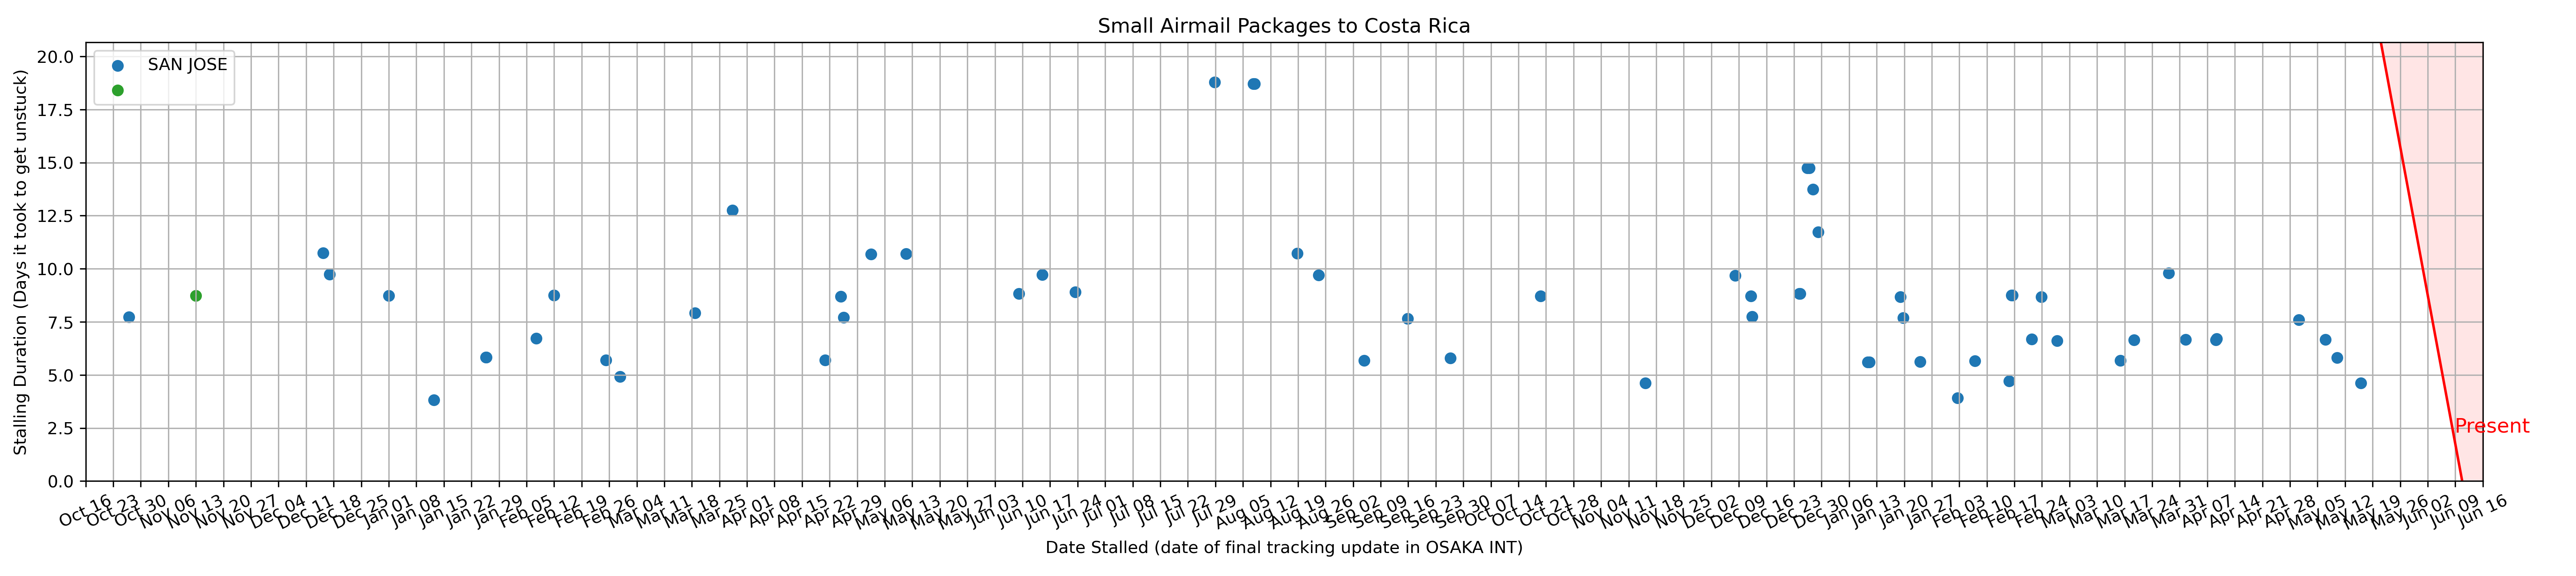 Small Airmail Packages to Costa Rica
Stalling Duration (Days it took to get unstuck)
20.0
17.5
15.0
12.5
10.0
7.5
5.0
2.5
0.0
SAN JOSE
Present
Oct 16
Oct 23
Oct 30
Nov 06
Nov 13
Nov 20
Nov 27
Dec 04
Dec 11
Dec 18
Dec 25
Jan 01
Jan 08
Jan 15
Jan 22
Jan 29
Feb 05
Feb 12
Feb 19
Feb 26
Mar 04
Mar 11
Mar 18
Mar 25
Apr 01
Apr 08
Apr 15
Apr 22
Apr 29
May 06
May 13
May 20
May 27
Jun 03
Jun 10
Jun 17
Jun 24
Jul 01
Jul 08
Jul 15
Jul 22
Jul 29
Aug 05
Aug 12
Aug 19
Aug 26
Sep 02
Sep 09
Sep 16
Sep 23
Sep 30
Oct 07
Oct 14
Oct 21
Oct 28
Nov 04
Nov 11
Nov 18
Nov 25
Dec 02
Dec 09
Dec 16
Dec 23
Dec 30
Jan 06
Jan 13
Jan 20
Jan 27
Feb 03
Feb 10
Feb 17
Feb 24
Mar 03
Mar 10
Mar 17
Mar 24
Mar 31
Apr 07
Apr 14
Apr 21
Apr 28
May 05
May 12
May 19
May 26
Jun 02
Jun 09
Jun 16
Date Stalled (date of final tracking update in OSAKA INT)